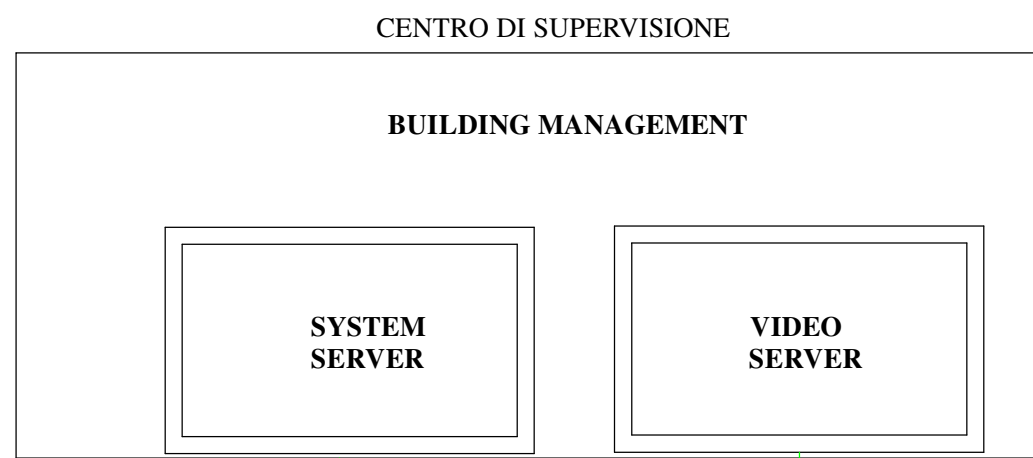 CENTRO DI SUPERVISIONE
BUILDING MANAGEMENT
SYSTEM
SERVER
VIDEO
SERVER